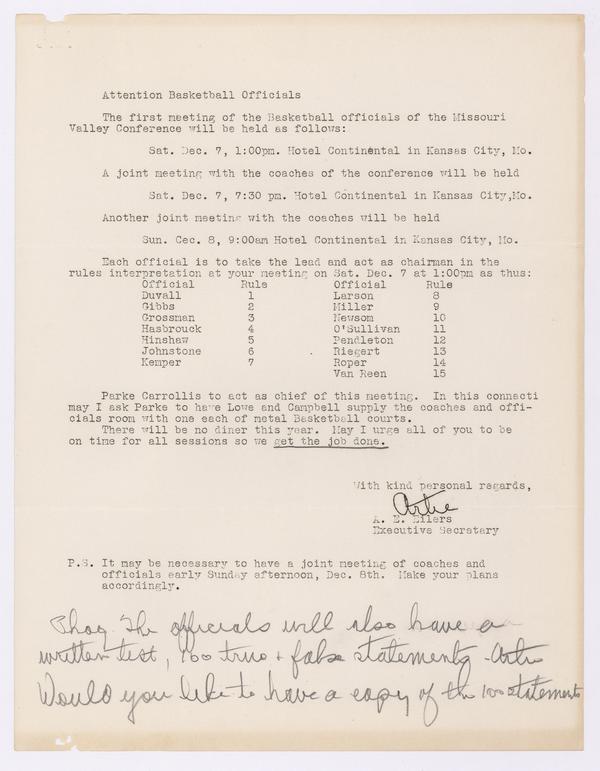 Attention Basketball Officials
The first meeting of the Basketball officials of the Missouri
Valley Conference will be held as follows:
Sat. Dec. 7, 1:00pm. Hotel Continental in Kansas City, Mo.
A joint meeting with the coaches of the conference will be held
Sat. Dec. 7, 7:30 pm. Hotel Continental in Kansas City,Mo.
Another joint meeting with the coaches will be held
Sun. Cec. 8, 9:00am Hotel Continental in Kansas City, Mo.
Each official is to take the lead and act as chairman in the
rules interpretation at your meeting on Sat. Dec. 7 at 1:00pm as thus:
Official Rule Official Rule
Duvall 1 Larson 8
Gibbs 2 Miller 9
Grossman 3 Newsom 10
Hasbrouck 4 O'Sullivan 11
Hinshaw 5 Pendleton 12
Johnstone 6 Riegert 13
Kemper 7 Roper 14
Van Reen 15
Parke Carrollis to act as chief of this meeting. In this connecti
may I ask Parke to have Lowe and Campbell supply the coaches and offi-
cials room with one each of metal Basketball courts.
There will be no diner this year. May I urge all of you to be
on time for all sessions so we get the job done.
With kind personal regards,
Artie
A. E. Eilers
Executive Secretary
P.S. It may be necessary to have a joint meeting of coaches and
officials early Sunday afternoon, Dec. 8th. Make your plans
accordingly.
Phog. The officials will also have a
written test, 100 true + false statements - Artie
Would you like to have a copy of the 100 statements